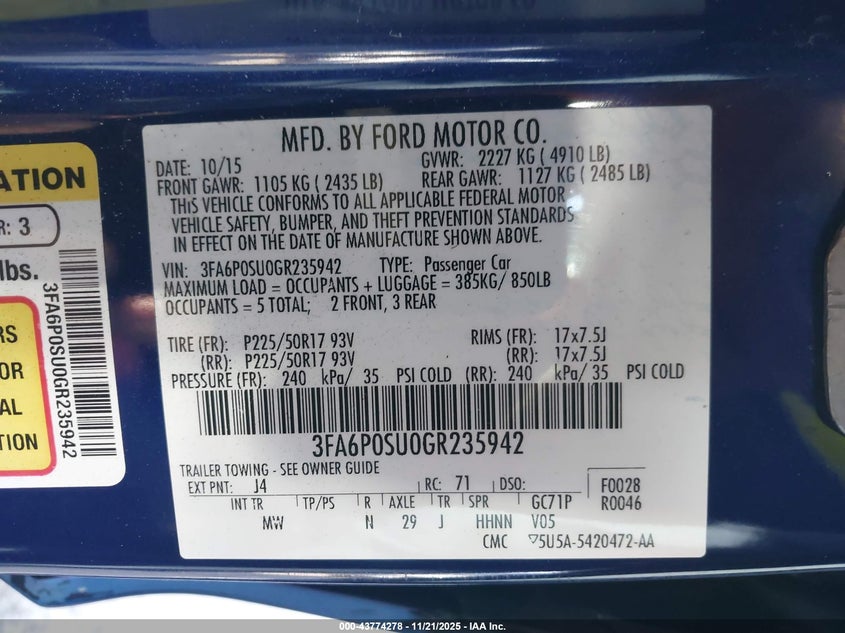 MFD. BY FORD MOTOR CO.
DATE: 10/15 GVWR: 2227 KG ( 4910 LB)
FRONT GAWR: 1105 KG ( 2435 LB) REAR GAWR: 1127 KG ( 2485 LB)
THIS VEHICLE CONFORMS TO ALL APPLICABLE FEDERAL MOTOR
VEHICLE SAFETY, BUMPER, AND THEFT PREVENTION STANDARDS
IN EFFECT ON THE DATE OF MANUFACTURE SHOWN ABOVE.
VIN: 3FA6P0SU0GR235942 TYPE: Passenger Car
MAXIMUM LOAD = OCCUPANTS + LUGGAGE = 385KG/ 850LB
OCCUPANTS = 5 TOTAL; 2 FRONT, 3 REAR
TIRE (FR): P225/50R17 93V RIMS (FR): 17x7.5J
(RR): P225/50R17 93V (RR): 17x7.5J
PRESSURE (FR): 240 kPa/ 35 PSI COLD (RR): 240 kPa/ 35 PSI COLD
3FA6P0SU0GR235942
TRAILER TOWING - SEE OWNER GUIDE
EXT PNT: J4 RC: 71 DSO: F0028
INT TR TP/PS R AXLE TR SPR GC71P R0046
MW N 29 J HHNN V05
CMC ▽5U5A-5420472-AA
ATION
R: 3
lbs.
RS
OR
AL
S
3FA6P0SU0GR235942
000-43774278 - 11/21/2025 - IAA Inc.